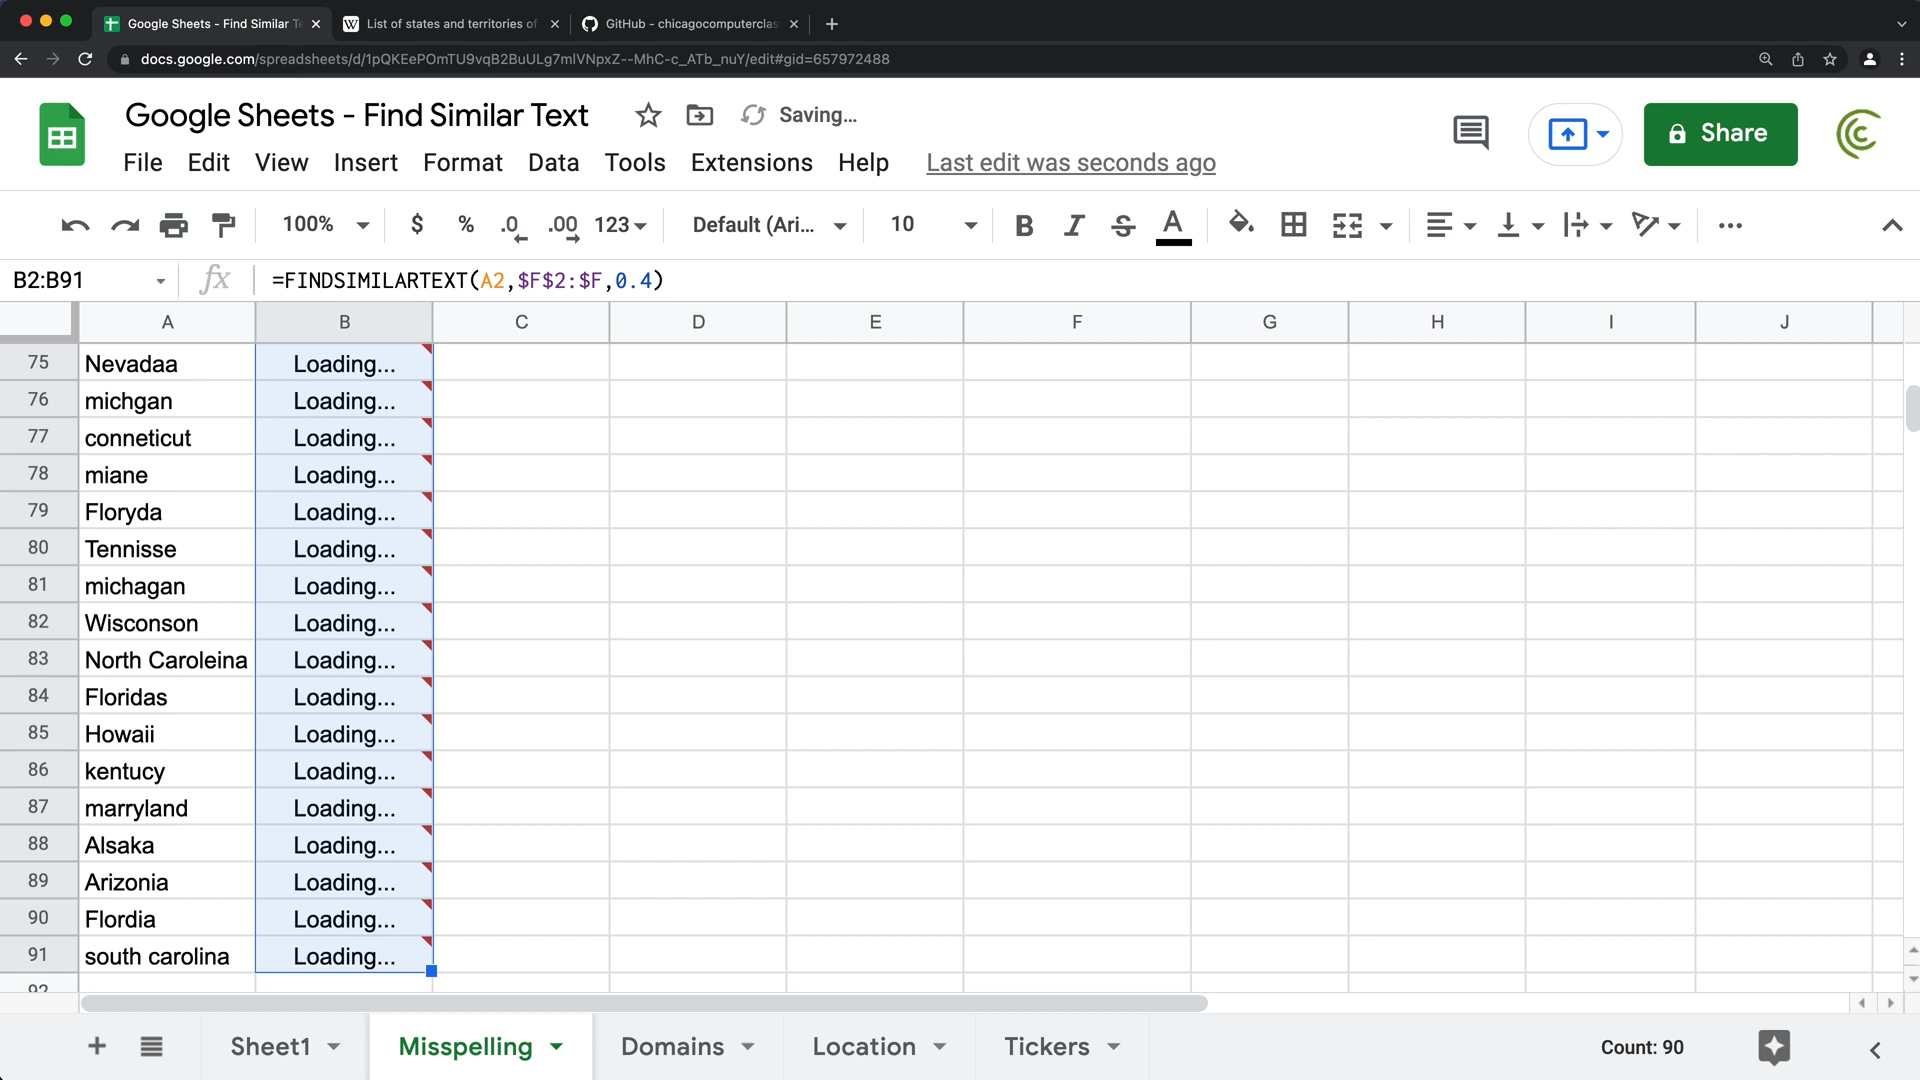 Google Sheets - Find Similar Te
List of states and territories of
GitHub - chicagocomputerclas
docs.google.com/spreadsheets/d/1pQKEePOmTU9vqB2BuULg7mlVNpxZ--MhC-c_ATb_nuY/edit#gid=657972488
Google Sheets - Find Similar Text
Saving...
Share
File Edit View Insert Format Data Tools Extensions Help Last edit was seconds ago
100% $ % .0 .00 123 Default (Ari... 10 B I S A
B2:B91 fx =FINDSIMILARTEXT(A2,$F$2:$F,0.4)
A B C D E F G H I J
75 Nevadaa Loading...
76 michgan Loading...
77 conneticut Loading...
78 miane Loading...
79 Floryda Loading...
80 Tennisse Loading...
81 michagan Loading...
82 Wisconson Loading...
83 North Caroleina Loading...
84 Floridas Loading...
85 Howaii Loading...
86 kentucy Loading...
87 marryland Loading...
88 Alsaka Loading...
89 Arizonia Loading...
90 Flordia Loading...
91 south carolina Loading...
92
Sheet1 Misspelling Domains Location Tickers Count: 90